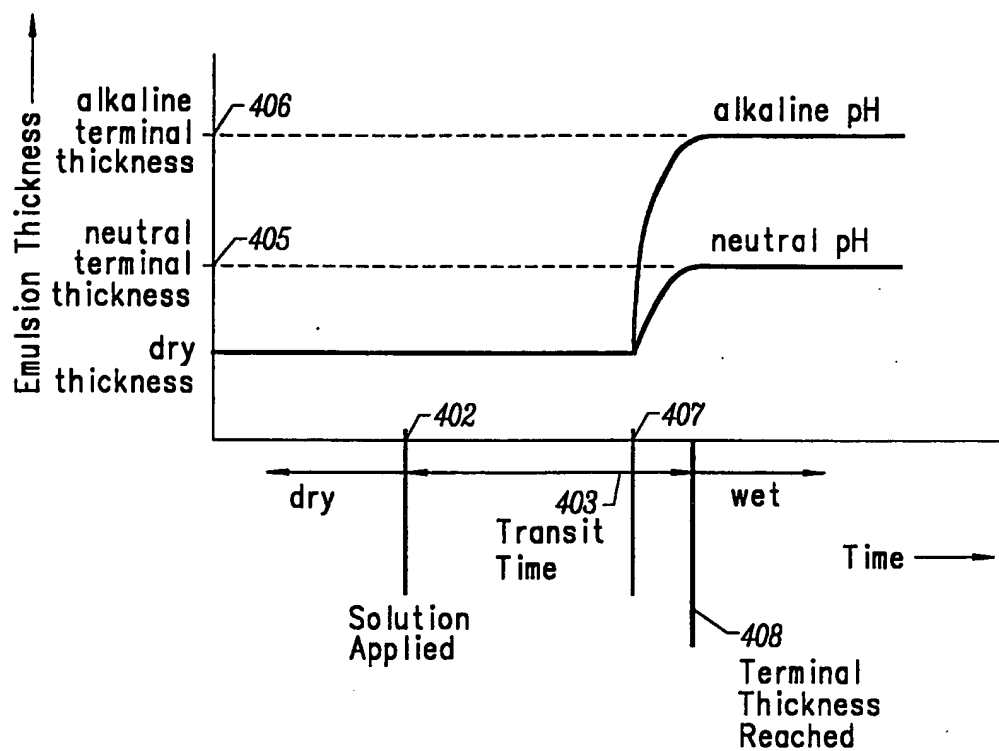 Emulsion Thickness
alkaline
terminal
thickness
406
alkaline pH
neutral
terminal
thickness
405
neutral pH
dry
thickness
402
407
dry
403
wet
Transit
Time
Time
Solution
Applied
408
Terminal
Thickness
Reached